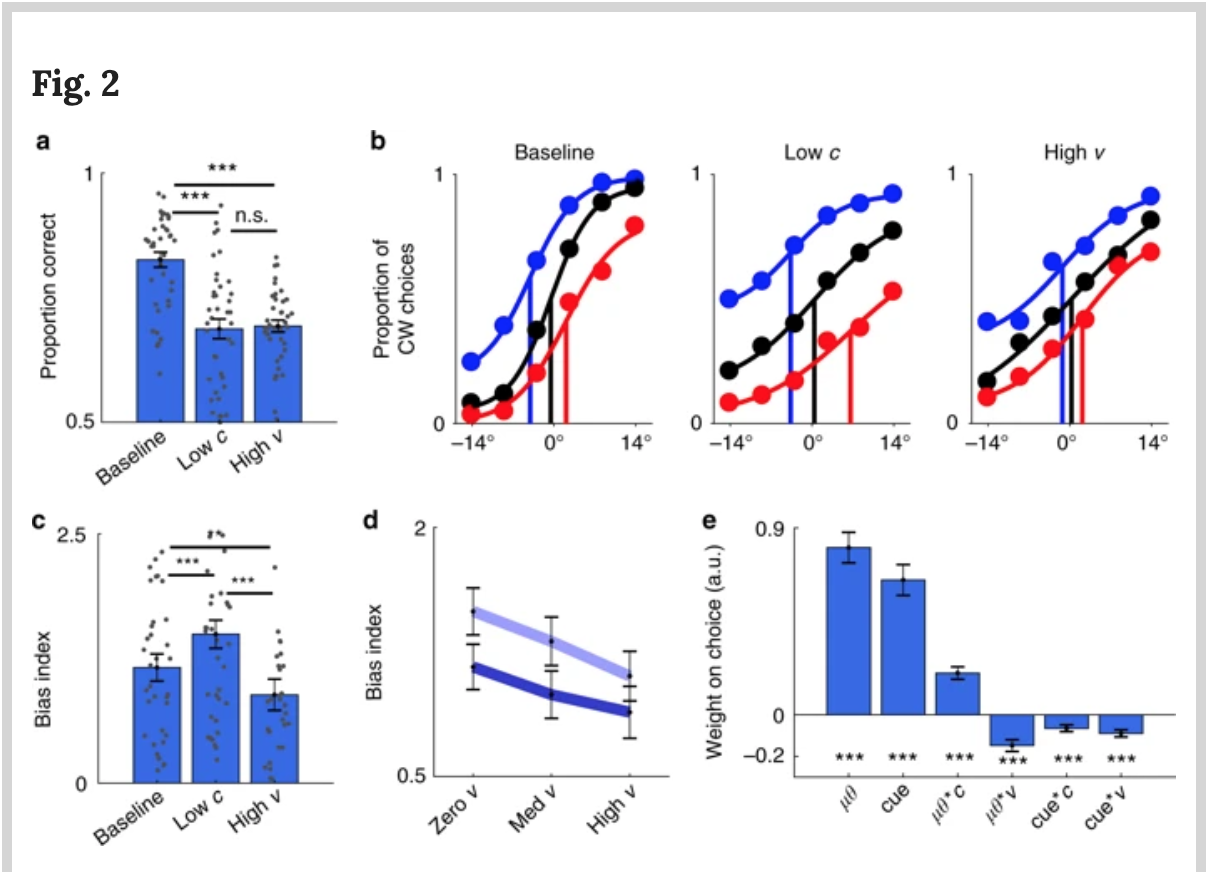 Fig. 2
a
1
Proportion correct
0.5
***
***
n.s.
Baseline
Low c
High v
b
Proportion of
CW choices
Baseline
1
0
–14°
0°
14°
Low c
1
0
–14°
0°
14°
High v
1
0
–14°
0°
14°
c
2.5
Bias index
0
**
***
***
Baseline
Low c
High v
d
2
Bias index
0.5
Zero v
Med v
High v
e
0.9
Weight on choice (a.u.)
0
–0.2
*** *** *** *** *** ***
μθ
cue
μθ*c
μθ*v
cue*c
cue*v